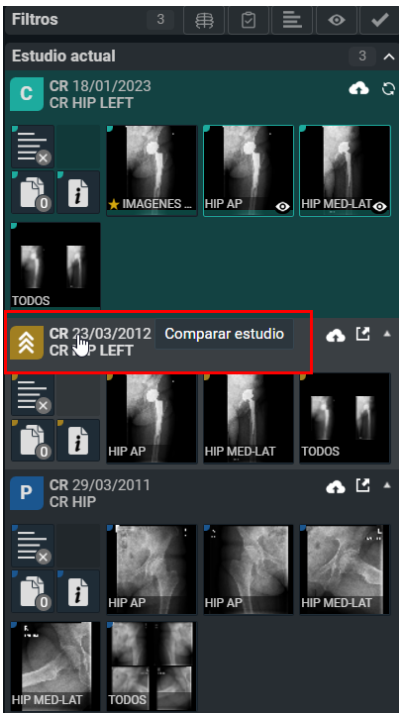 Filtros 3
Estudio actual 3
C CR 18/01/2023
CR HIP LEFT
0 i ★ IMAGENES ... HIP AP HIP MED-LAT
TODOS
CR 23/03/2012 Comparar estudio
CR HIP LEFT
0 i HIP AP HIP MED-LAT TODOS
P CR 29/03/2011
CR HIP
0 i HIP AP HIP AP HIP MED-LAT
HIP MED-LAT TODOS